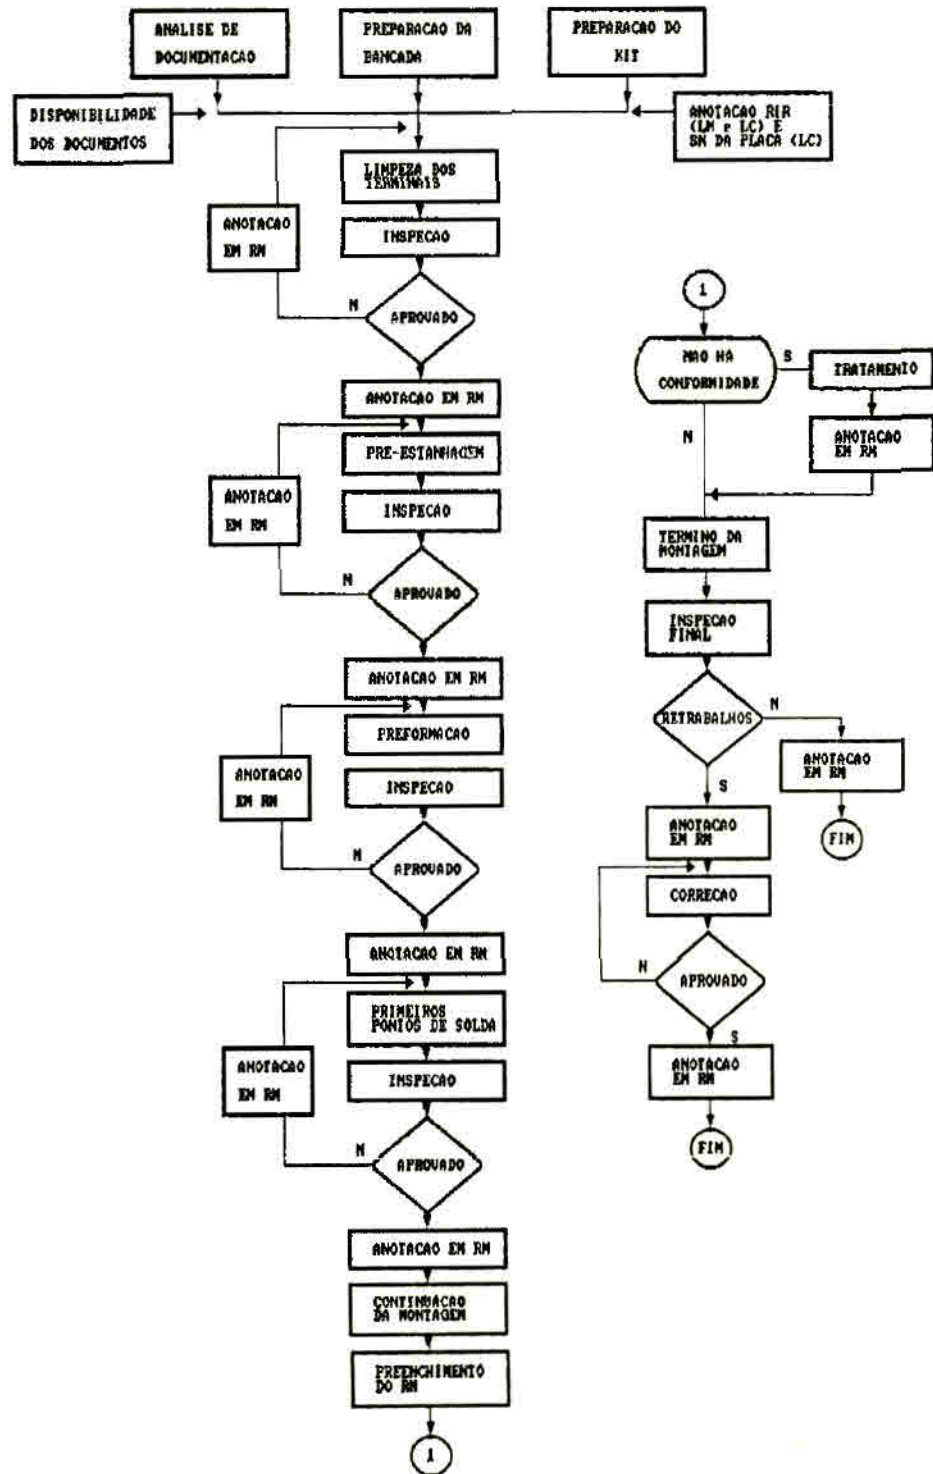 ANALISE DE
DOCUMENTACAO
PREPARACAO DA
BANCADA
PREPARACAO DO
KIT
DISPONIBILIDADE
DOS DOCUMENTOS
ANOTACAO RIR
(LM e LC) E
SN DA PLACA (LC)
LIMPEZA DOS
TERMINAIS
ANOTACAO
EM RM
INSPECAO
N
APROVADO
ANOTACAO EM RM
PRE-ESTANHAGEM
ANOTACAO
EM RM
INSPECAO
N
APROVADO
ANOTACAO EM RM
PREFORMACAO
ANOTACAO
EM RM
INSPECAO
N
APROVADO
ANOTACAO EM RM
PRIMEIROS
PONTOS DE SOLDA
ANOTACAO
EM RM
INSPECAO
N
APROVADO
ANOTACAO EM RM
CONTINUACAO
DA MONTAGEM
PREENCHIMENTO
DO RM
1
1
NAO HA
CONFORMIDADE
S
TRATAMENTO
N
ANOTACAO
EM RM
TERMINO DA
MONTAGEM
INSPECAO
FINAL
RETRABALHOS
N
ANOTACAO
EM RM
FIM
S
ANOTACAO
EM RM
CORRECAO
N
APROVADO
S
ANOTACAO
EM RM
FIM